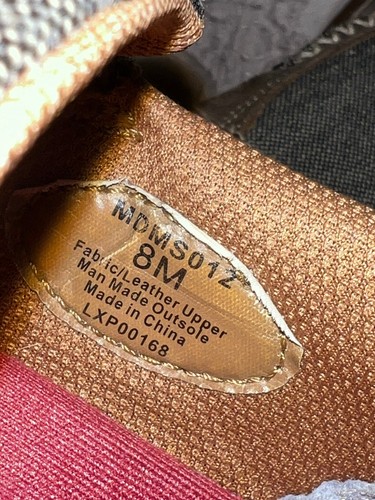 MDMS012
8M
Fabric/Leather Upper
Man Made Outsole
Made in China
LXP00168